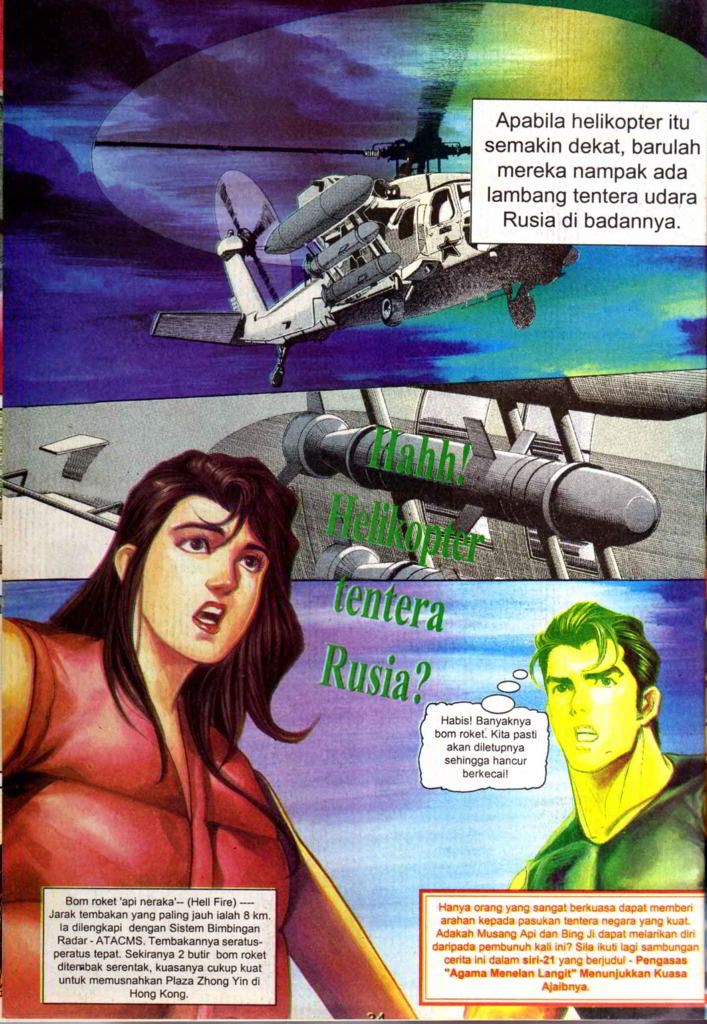 Apabila helikopter itu
semakin dekat, barulah
mereka nampak ada
lambang tentera udara
Rusia di badannya.
Hahh!
Helikopter
tentera
Rusia?
Habis! Banyaknya
bom roket. Kita pasti
akan diletupnya
sehingga hancur
berkecai!
Bom roket 'api neraka'-- (Hell Fire) ----
Jarak tembakan yang paling jauh ialah 8 km.
Ia dilengkapi dengan Sistem Bimbingan
Radar - ATACMS. Tembakannya seratus-
peratus tepat. Sekiranya 2 butir bom roket
ditembak serentak, kuasanya cukup kuat
untuk memusnahkan Plaza Zhong Yin di
Hong Kong.
Hanya orang yang sangat berkuasa dapat memberi
arahan kepada pasukan tentera negara yang kuat.
Adakah Musang Api dan Bing Ji dapat melarikan diri
daripada pembunuh kali ini? Sila ikuti lagi sambungan
cerita ini dalam siri-21 yang berjudul - Pengasas
"Agama Menelan Langit" Menunjukkan Kuasa
Ajaibnya.